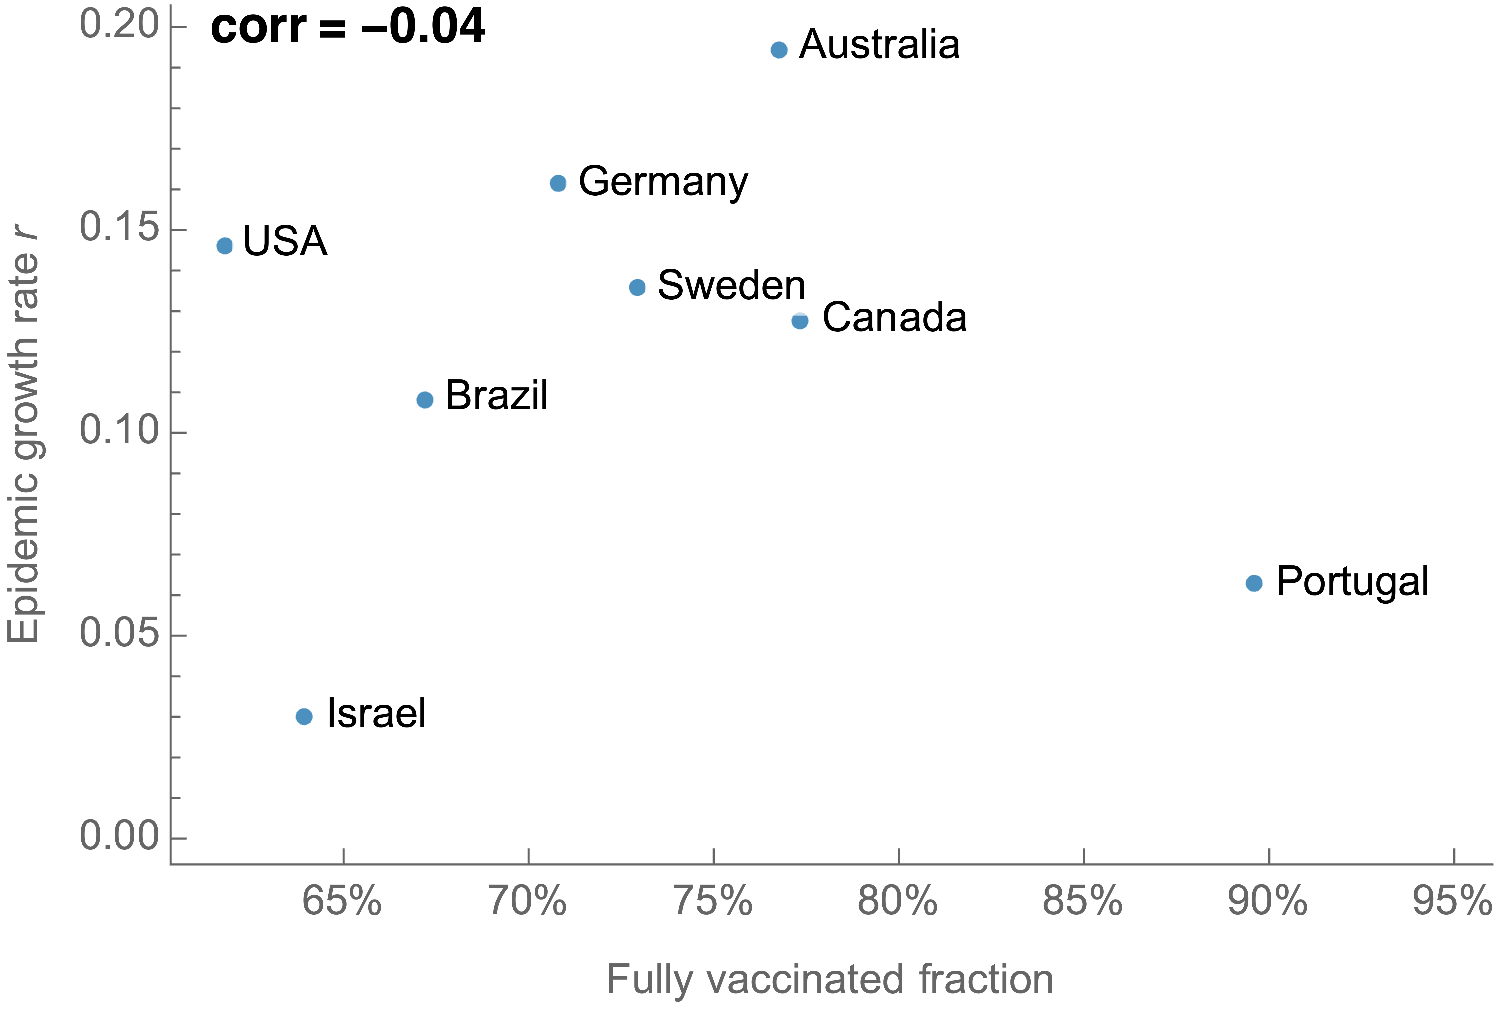 corr = −0.04
0.20
Australia
Germany
0.15
USA
Sweden
Canada
Brazil
0.10
Epidemic growth rate r
Portugal
0.05
Israel
0.00
65% 70% 75% 80% 85% 90% 95%
Fully vaccinated fraction